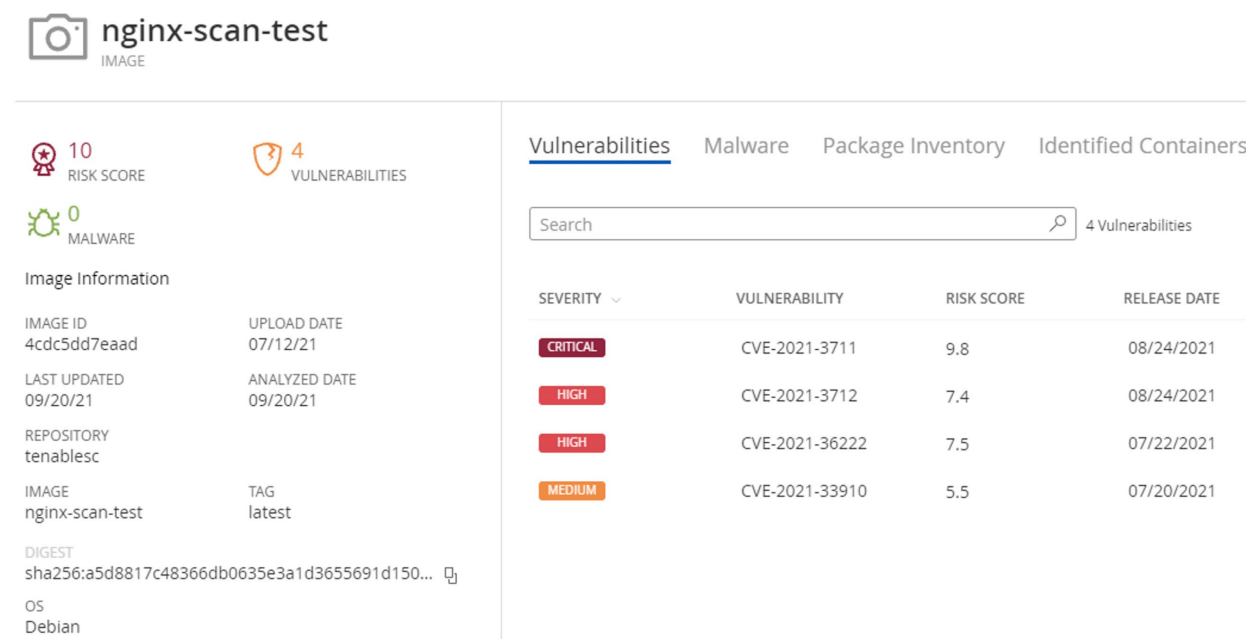 nginx-scan-test
IMAGE
10
RISK SCORE
4
VULNERABILITIES
0
MALWARE
Image Information
IMAGE ID
4cdc5dd7eaad
UPLOAD DATE
07/12/21
LAST UPDATED
09/20/21
ANALYZED DATE
09/20/21
REPOSITORY
tenablesc
IMAGE
nginx-scan-test
TAG
latest
DIGEST
sha256:a5d8817c48366db0635e3a1d3655691d150...
OS
Debian
Vulnerabilities Malware Package Inventory Identified Containers
Search
4 Vulnerabilities
SEVERITY VULNERABILITY RISK SCORE RELEASE DATE
CRITICAL CVE-2021-3711 9.8 08/24/2021
HIGH CVE-2021-3712 7.4 08/24/2021
HIGH CVE-2021-36222 7.5 07/22/2021
MEDIUM CVE-2021-33910 5.5 07/20/2021